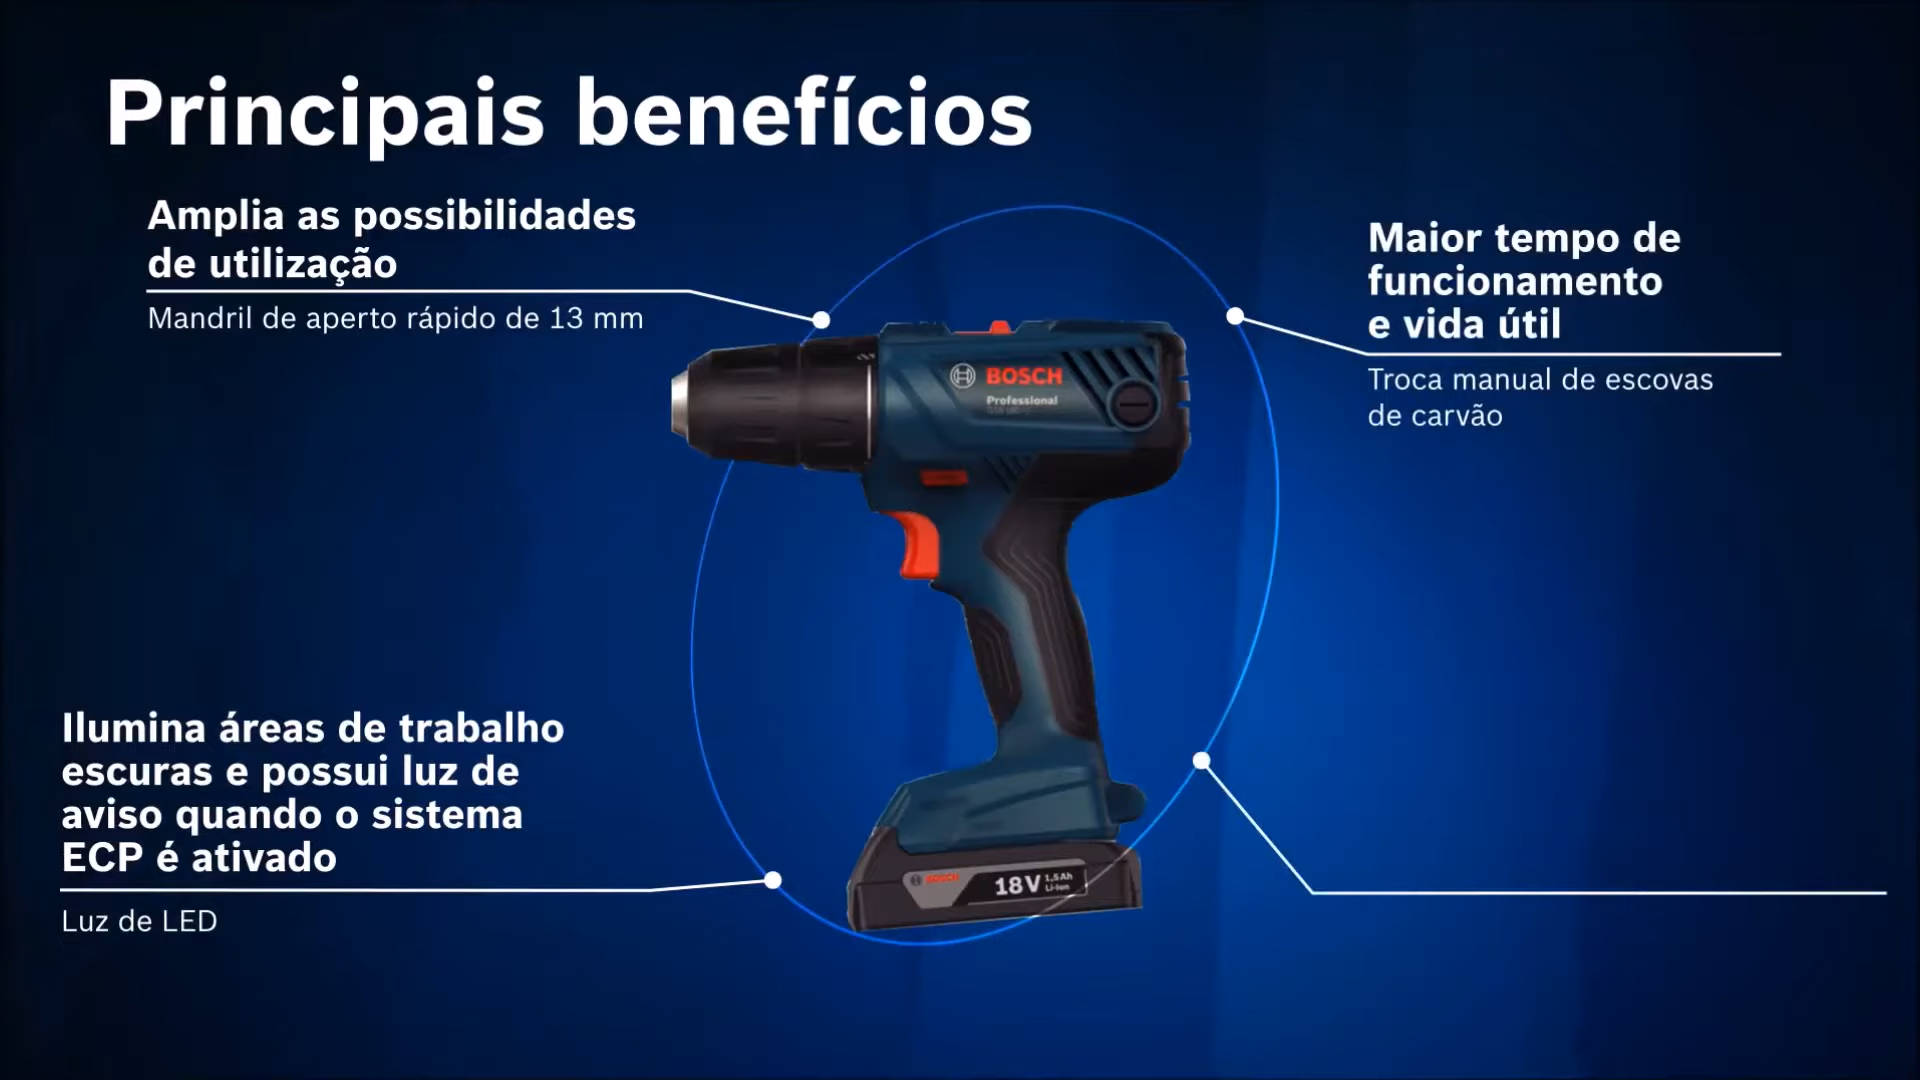 Principais benefícios
Amplia as possibilidades
de utilização
Mandril de aperto rápido de 13 mm
Maior tempo de
funcionamento
e vida útil
Troca manual de escovas
de carvão
BOSCH
Professional
Ilumina áreas de trabalho
escuras e possui luz de
aviso quando o sistema
ECP é ativado
Luz de LED
BOSCH
18V 1,5Ah
Li-Ion